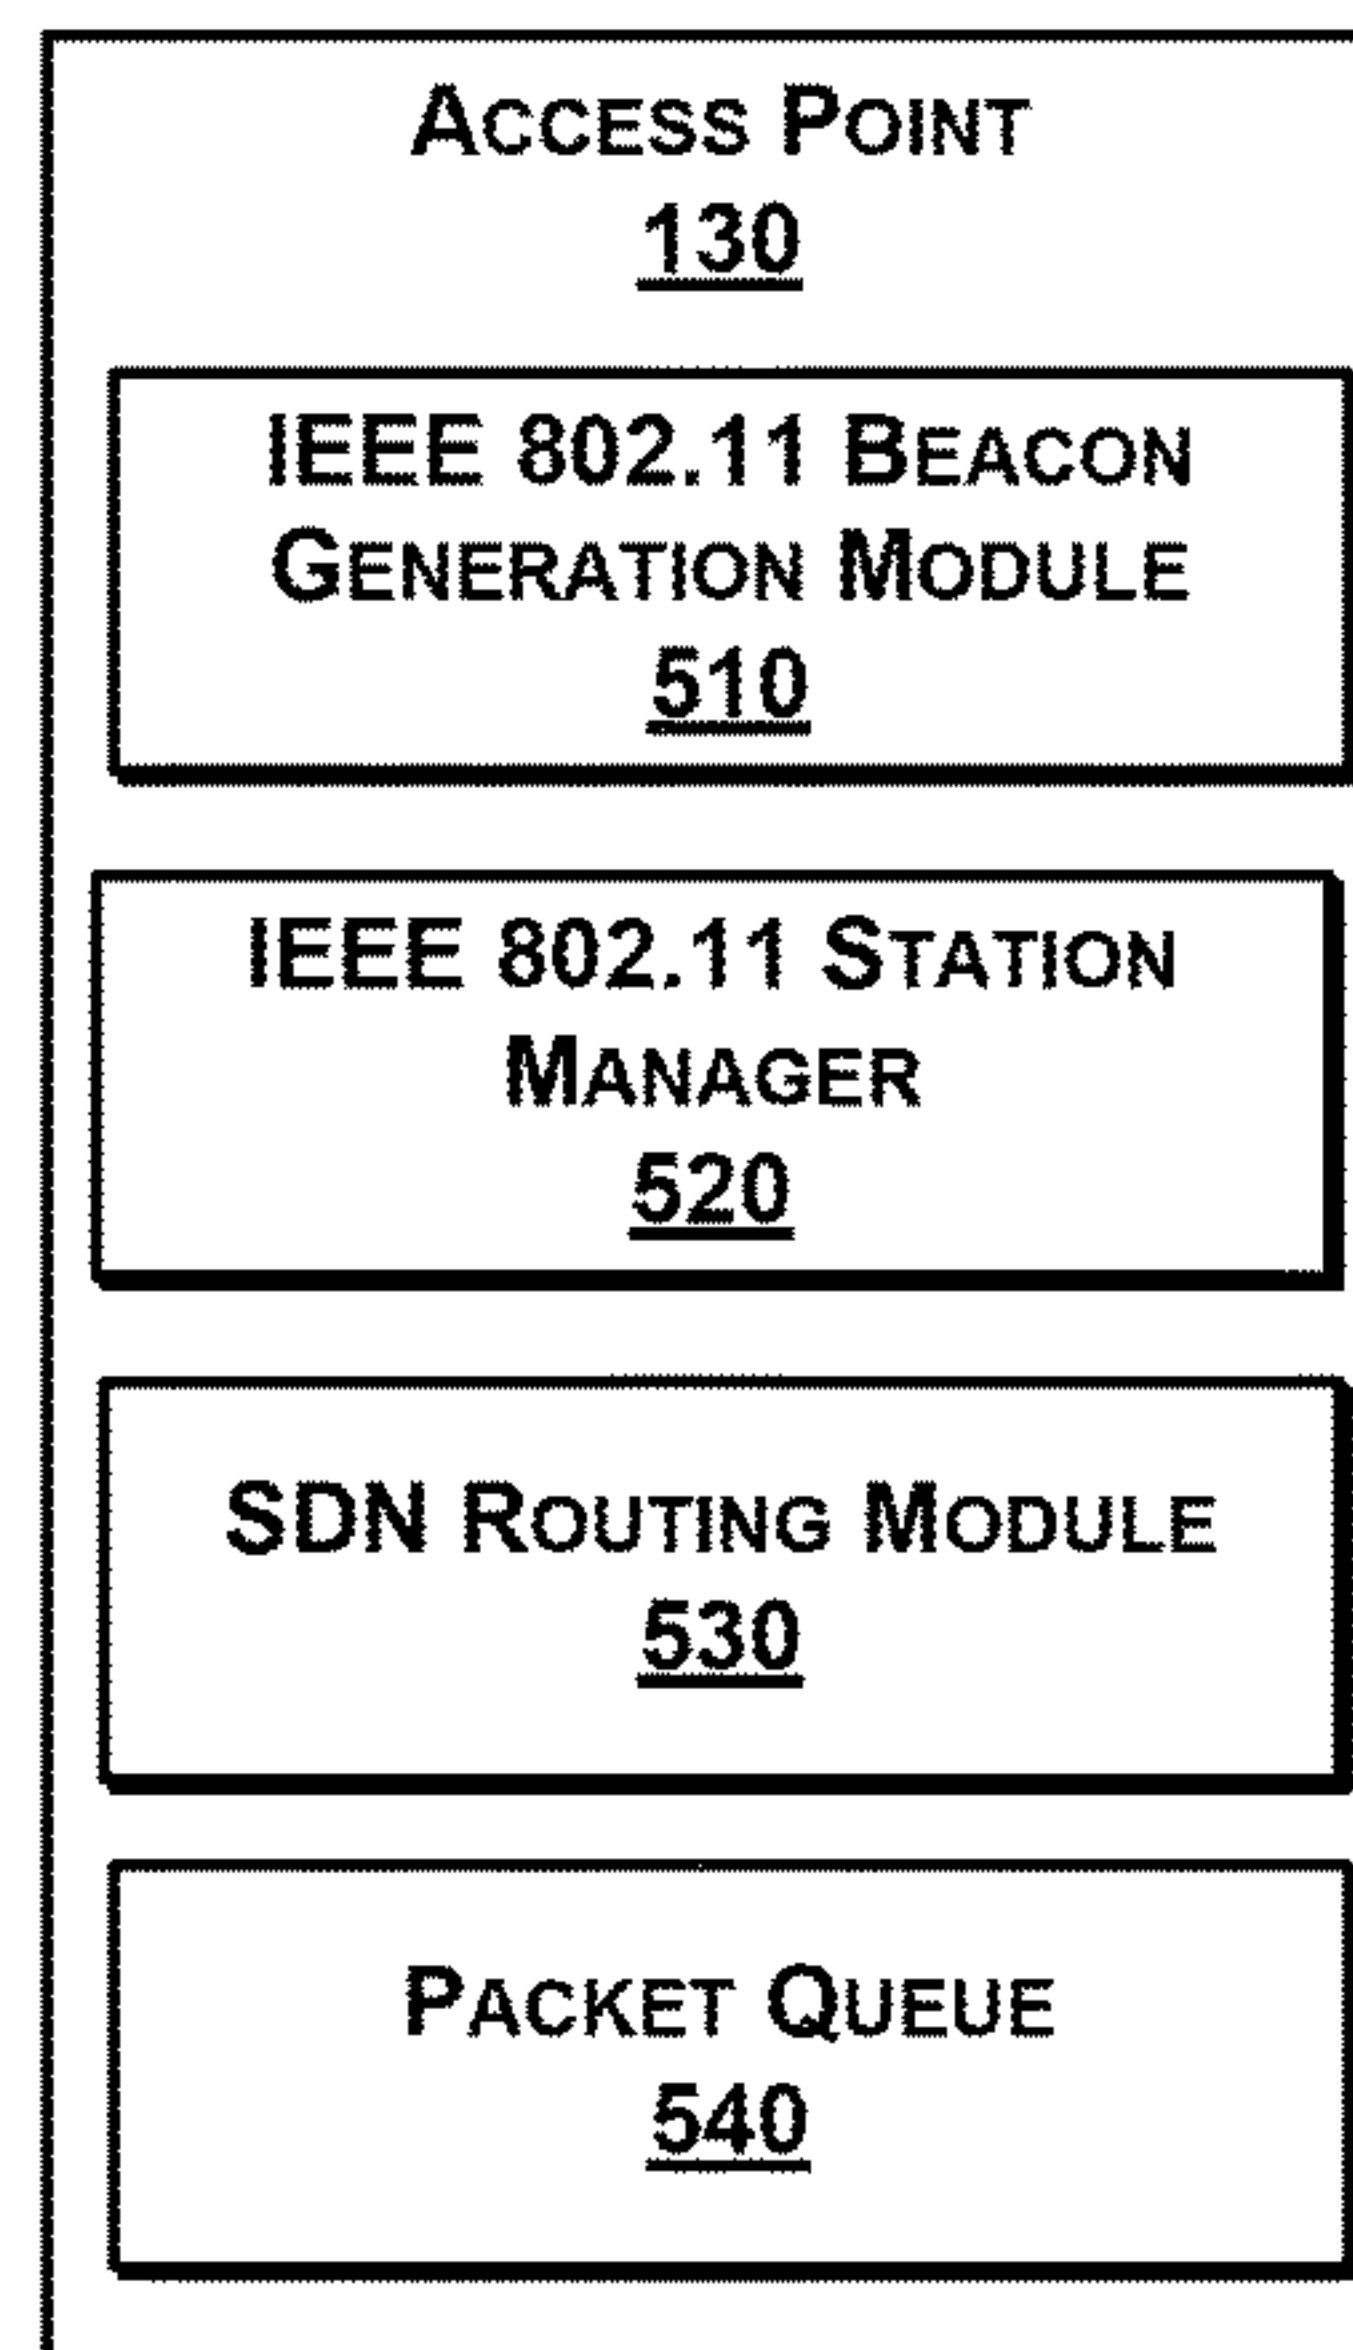 ACCESS POINT
130
IEEE 802.11 BEACON
GENERATION MODULE
510
IEEE 802.11 STATION
MANAGER
520
SDN ROUTING MODULE
530
PACKET QUEUE
540